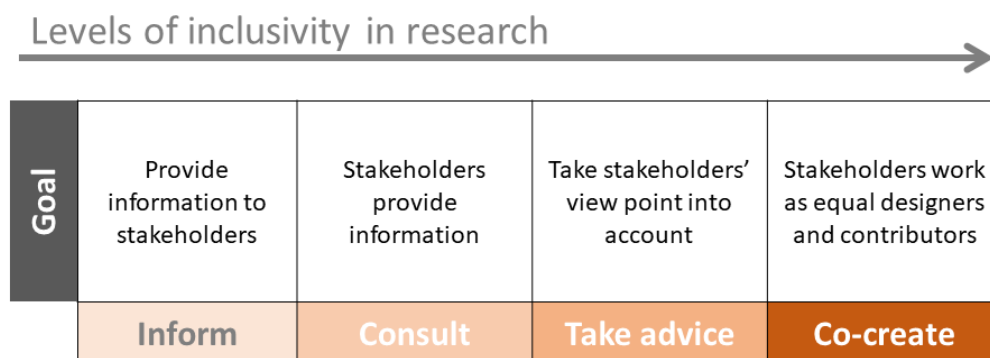 Levels of inclusivity in research
Goal
Provide
information to
stakeholders
Stakeholders
provide
information
Take stakeholders’
view point into
account
Stakeholders work
as equal designers
and contributors
Inform
Consult
Take advice
Co-create